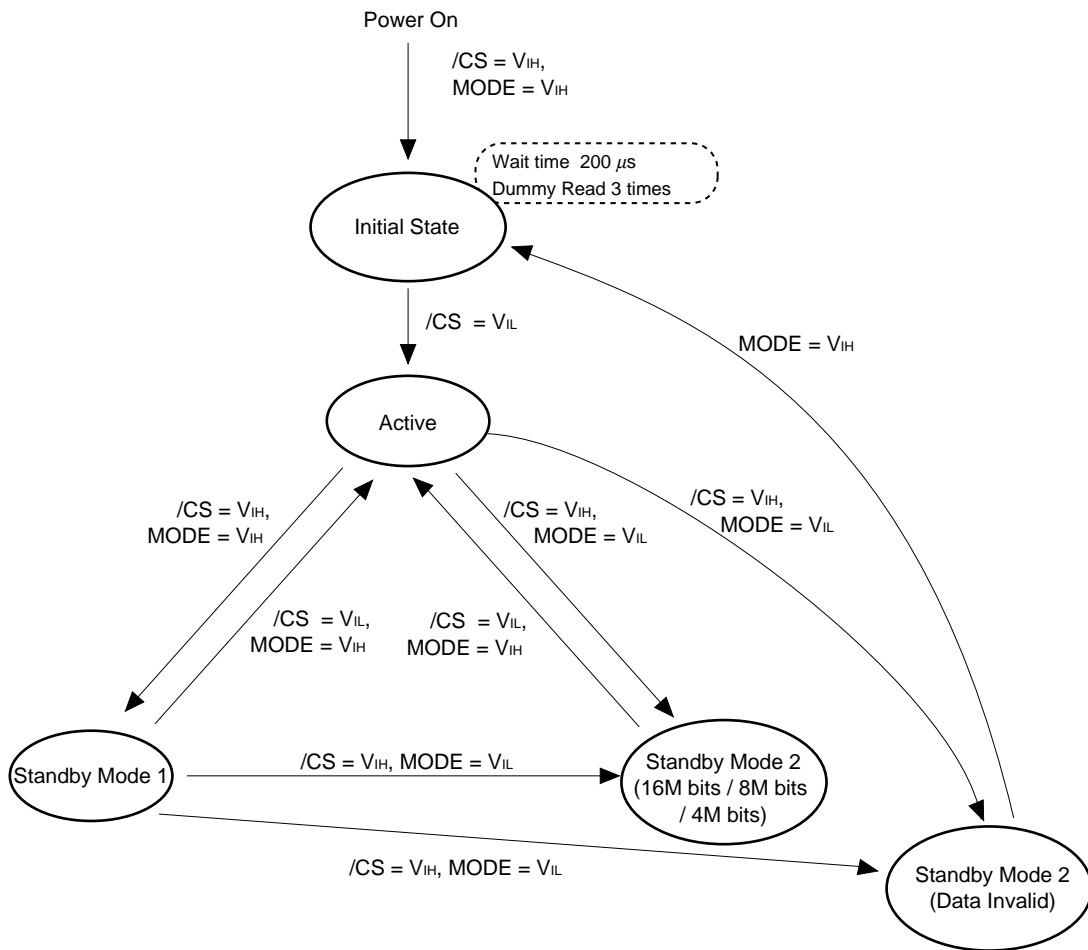 Power On
/CS = VIH,
MODE = VIH
Wait time 200 μs
Dummy Read 3 times
Initial State
/CS = VIL
MODE = VIH
Active
/CS = VIH,
MODE = VIH
/CS = VIH,
MODE = VIL
/CS = VIH,
MODE = VIL
/CS = VIL,
MODE = VIH
/CS = VIL,
MODE = VIH
Standby Mode 1
/CS = VIH, MODE = VIL
Standby Mode 2
(16M bits / 8M bits
/ 4M bits)
/CS = VIH, MODE = VIL
Standby Mode 2
(Data Invalid)